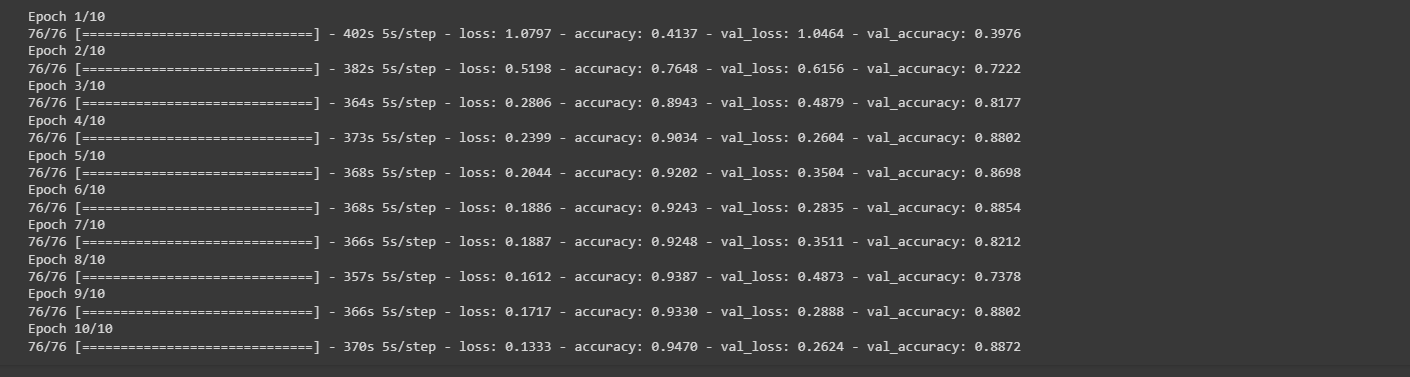 Epoch 1/10
76/76 [==============================] - 402s 5s/step - loss: 1.0797 - accuracy: 0.4137 - val_loss: 1.0464 - val_accuracy: 0.3976
Epoch 2/10
76/76 [==============================] - 382s 5s/step - loss: 0.5198 - accuracy: 0.7648 - val_loss: 0.6156 - val_accuracy: 0.7222
Epoch 3/10
76/76 [==============================] - 364s 5s/step - loss: 0.2806 - accuracy: 0.8943 - val_loss: 0.4879 - val_accuracy: 0.8177
Epoch 4/10
76/76 [==============================] - 373s 5s/step - loss: 0.2399 - accuracy: 0.9034 - val_loss: 0.2604 - val_accuracy: 0.8802
Epoch 5/10
76/76 [==============================] - 368s 5s/step - loss: 0.2044 - accuracy: 0.9202 - val_loss: 0.3504 - val_accuracy: 0.8698
Epoch 6/10
76/76 [==============================] - 368s 5s/step - loss: 0.1886 - accuracy: 0.9243 - val_loss: 0.2835 - val_accuracy: 0.8854
Epoch 7/10
76/76 [==============================] - 366s 5s/step - loss: 0.1887 - accuracy: 0.9248 - val_loss: 0.3511 - val_accuracy: 0.8212
Epoch 8/10
76/76 [==============================] - 357s 5s/step - loss: 0.1612 - accuracy: 0.9387 - val_loss: 0.4873 - val_accuracy: 0.7378
Epoch 9/10
76/76 [==============================] - 366s 5s/step - loss: 0.1717 - accuracy: 0.9330 - val_loss: 0.2888 - val_accuracy: 0.8802
Epoch 10/10
76/76 [==============================] - 370s 5s/step - loss: 0.1333 - accuracy: 0.9470 - val_loss: 0.2624 - val_accuracy: 0.8872